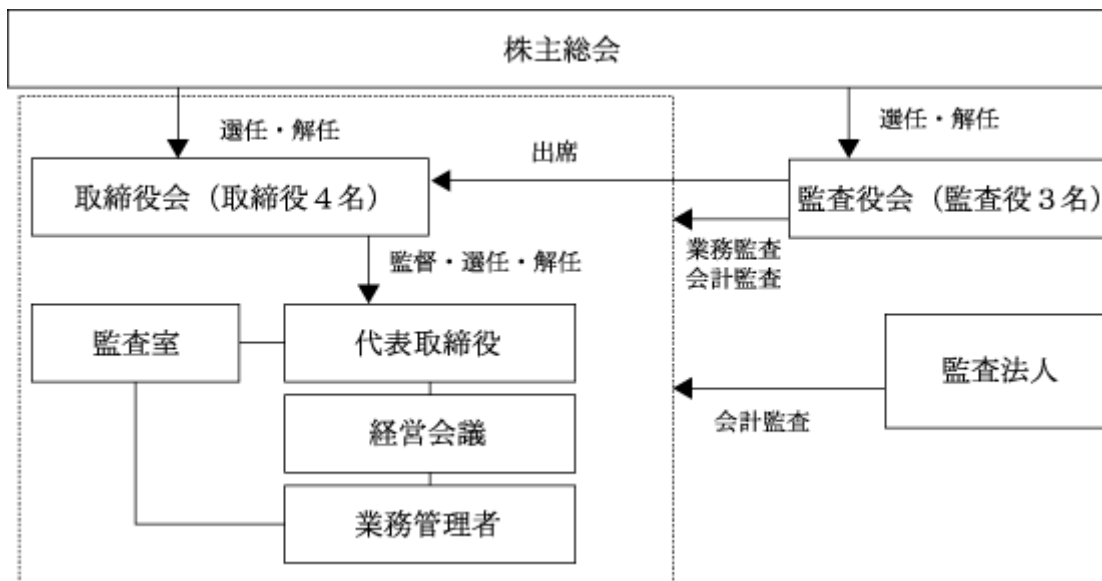 株主総会
選任・解任
選任・解任
出席
取締役会（取締役４名）
監査役会（監査役３名）
業務監査
会計監査
監督・選任・解任
監査室
代表取締役
監査法人
会計監査
経営会議
業務管理者